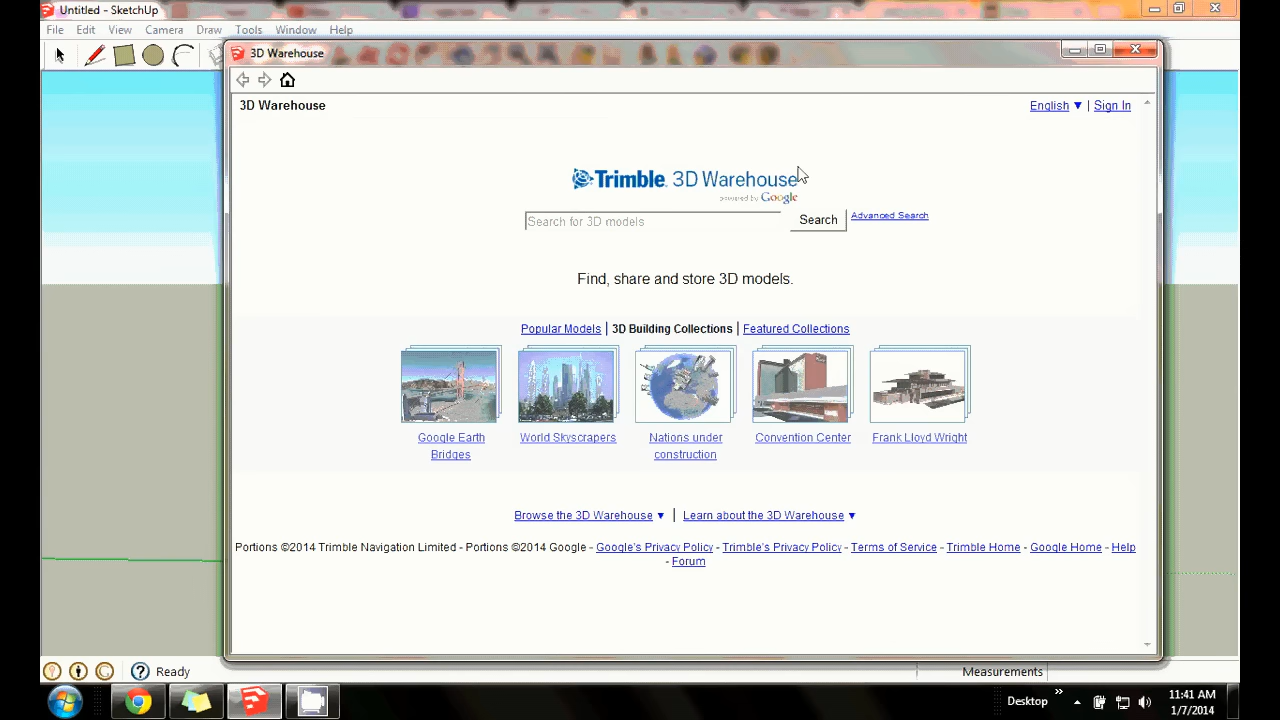 Untitled - SketchUp
File Edit View Camera Draw Tools Window Help
3D Warehouse
3D Warehouse
English ▼ | Sign In
Trimble. 3D Warehouse
powered by Google
Search for 3D models Search Advanced Search
Find, share and store 3D models.
Popular Models | 3D Building Collections | Featured Collections
Google Earth Bridges
World Skyscrapers
Nations under construction
Convention Center
Frank Lloyd Wright
Browse the 3D Warehouse ▼ | Learn about the 3D Warehouse ▼
Portions ©2014 Trimble Navigation Limited - Portions ©2014 Google - Google's Privacy Policy - Trimble's Privacy Policy - Terms of Service - Trimble Home - Google Home - Help
- Forum
Ready
Measurements
Desktop
11:41 AM
1/7/2014